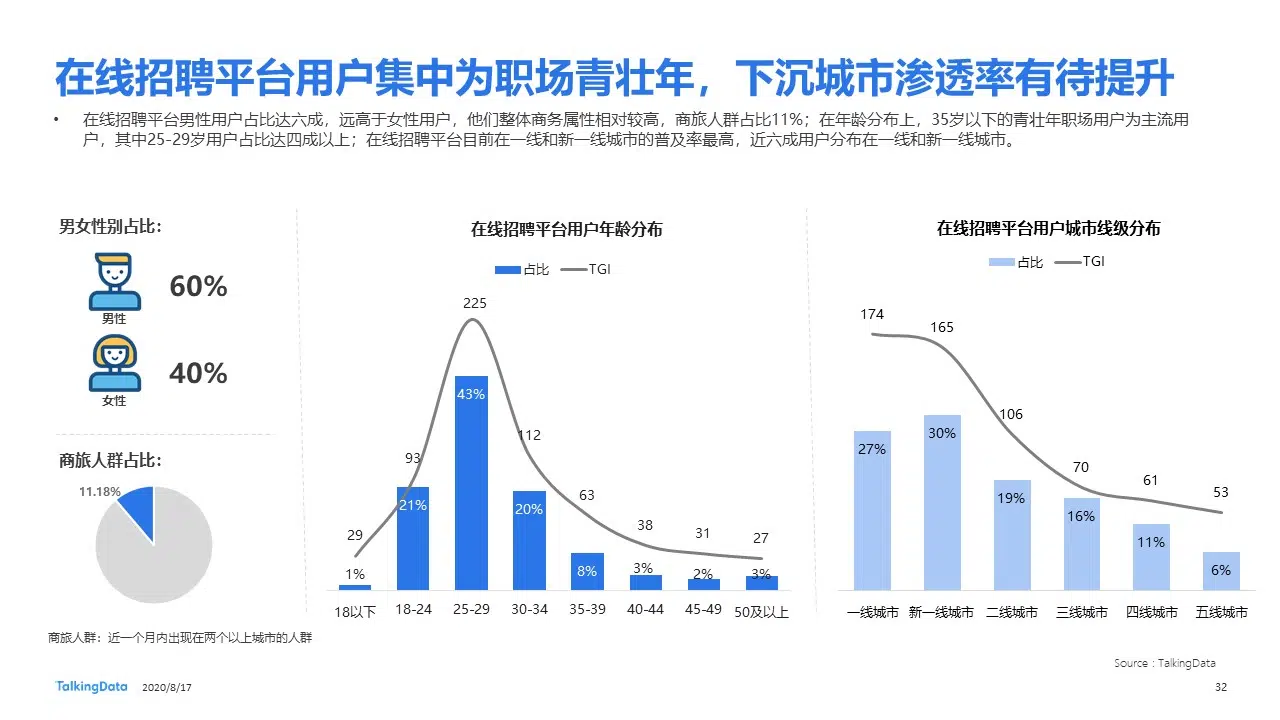 在线招聘平台用户集中为职场青壮年，下沉城市渗透率有待提升
• 在线招聘平台男性用户占比达六成，远高于女性用户，他们整体商务属性相对较高，商旅人群占比11%；在年龄分布上，35岁以下的青壮年职场用户为主流用
户，其中25-29岁用户占比达四成以上；在线招聘平台目前在一线和新一线城市的普及率最高，近六成用户分布在一线和新一线城市。
男女性别占比：
60%
男性
40%
女性
商旅人群占比：
11.18%
商旅人群：近一个月内出现在两个以上城市的人群
在线招聘平台用户年龄分布
占比 TGI
225
43%
112
93
21%
20%
63
29
38
31
27
1%
8%
3%
2%
3%
18以下 18-24 25-29 30-34 35-39 40-44 45-49 50及以上
在线招聘平台用户城市线级分布
占比 TGI
174
165
106
70
61
53
27%
30%
19%
16%
11%
6%
一线城市 新一线城市 二线城市 三线城市 四线城市 五线城市
Source：TalkingData
TalkingData 2020/8/17
32